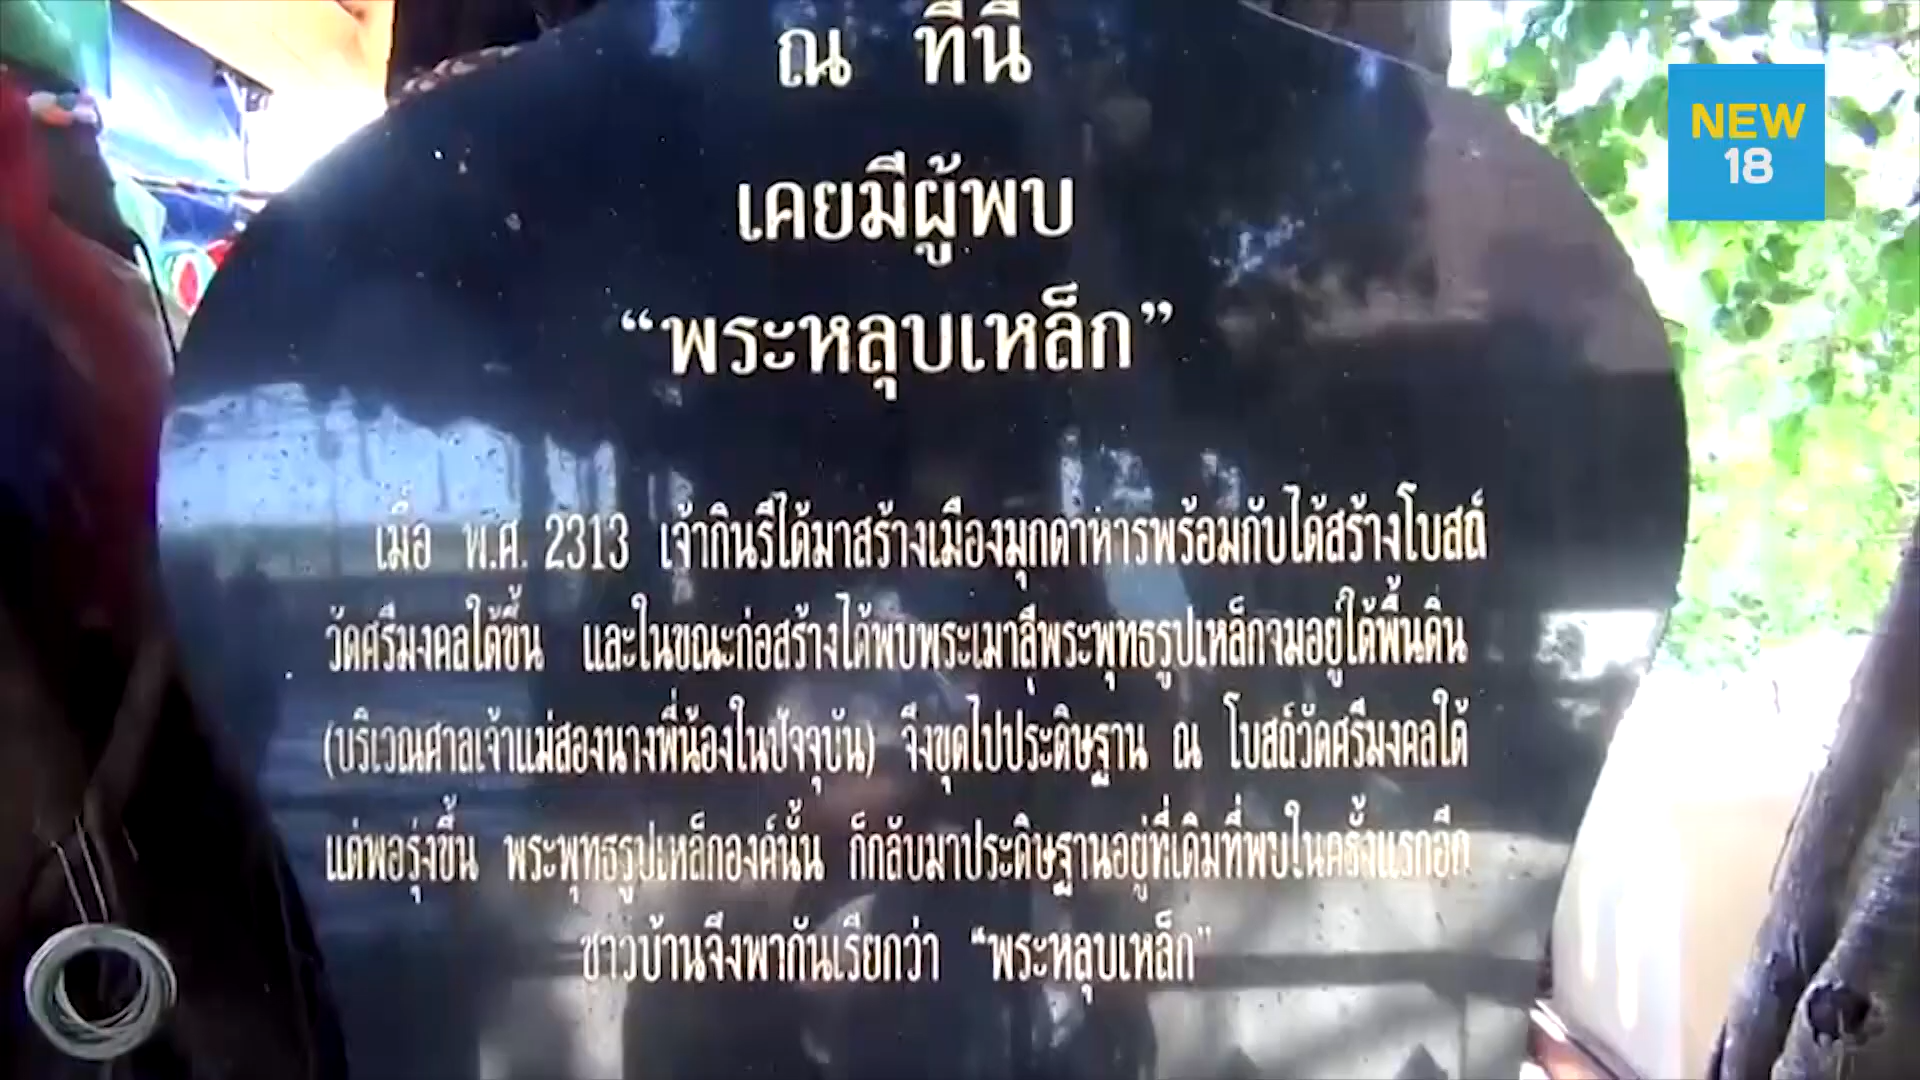 ณ ที่นี่
NEW
18
เคยมีผู้พบ
“พระหลุบเหล็ก”
เมื่อ พ.ศ. 2313 เจ้ากินรีได้มาสร้างเมืองมุกดาหารพร้อมกับได้สร้างโบสถ์
วัดศรีมงคลใต้ขึ้น และในขณะก่อสร้างได้พบพระเมาลีพระพุทธรูปเหล็กจมอยู่ใต้พื้นดิน
(บริเวณศาลเจ้าแม่สองนางพี่น้องในปัจจุบัน) จึงขุดไปประดิษฐาน ณ โบสถ์วัดศรีมงคลใต้
แต่พอรุ่งขึ้น พระพุทธรูปเหล็กองค์นั้น ก็กลับมาประดิษฐานอยู่ที่เดิมที่พบในครั้งแรกอีก
ชาวบ้านจึงพากันเรียกว่า “พระหลุบเหล็ก”